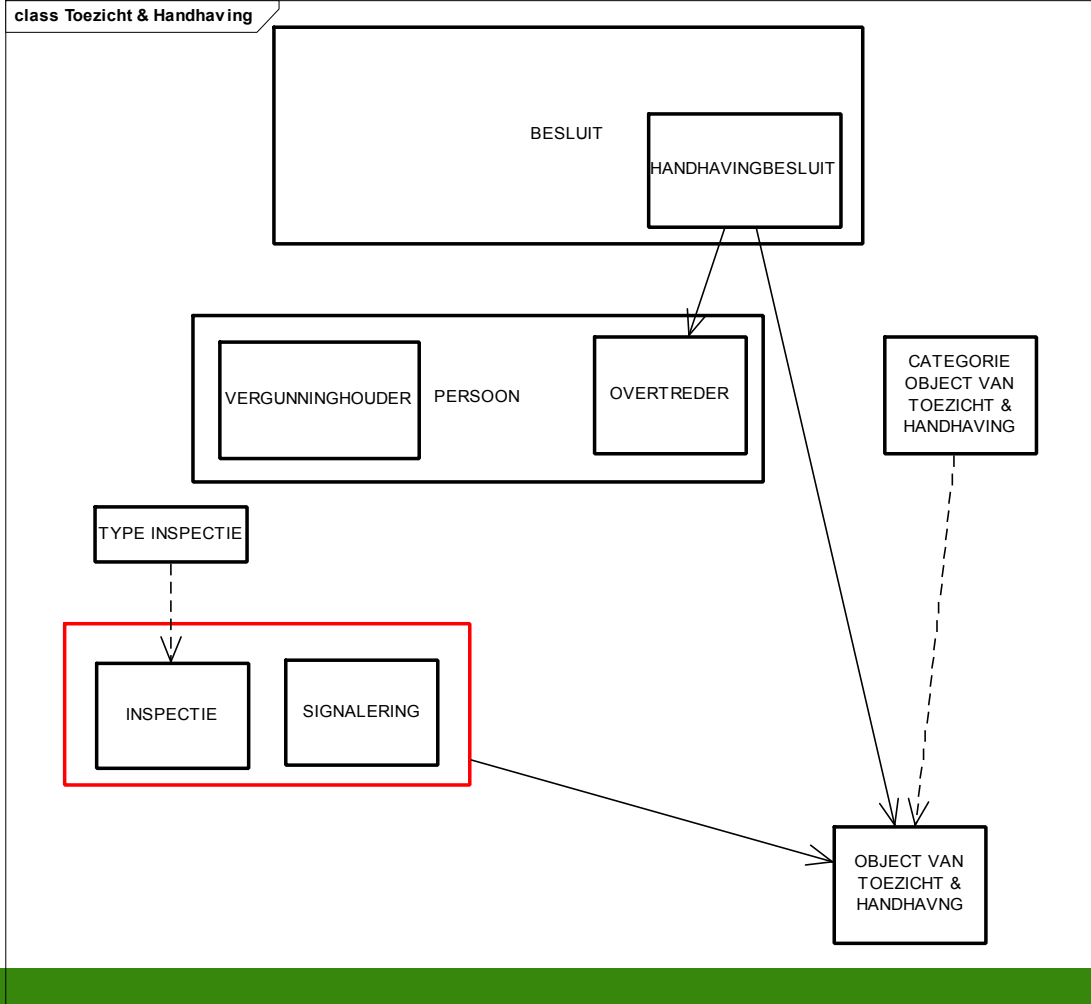 class Toezicht & Handhaving
BESLUIT
HANDHAVINGBESLUIT
VERGUNNINGHOUDER
PERSOON
OVERTREDER
CATEGORIE
OBJECT VAN
TOEZICHT &
HANDHAVING
TYPE INSPECTIE
INSPECTIE
SIGNALERING
OBJECT VAN
TOEZICHT &
HANDHAVNG